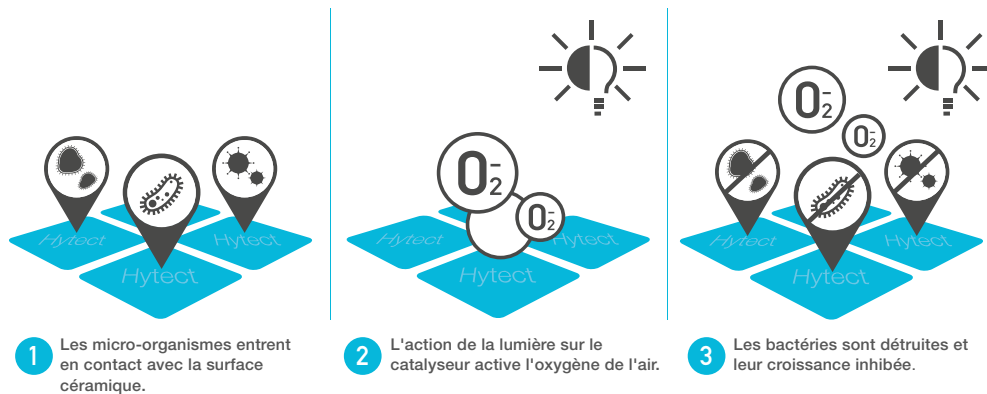 Hytect
Hytect
Hytect
1
Les micro-organismes entrent
en contact avec la surface
céramique.
O₂⁻
O₂⁻
Hytect
Hytect
Hytect
2
L'action de la lumière sur le
catalyseur active l'oxygène de l'air.
O₂⁻
O₂⁻
Hytect
Hytect
Hytect
3
Les bactéries sont détruites et
leur croissance inhibée.